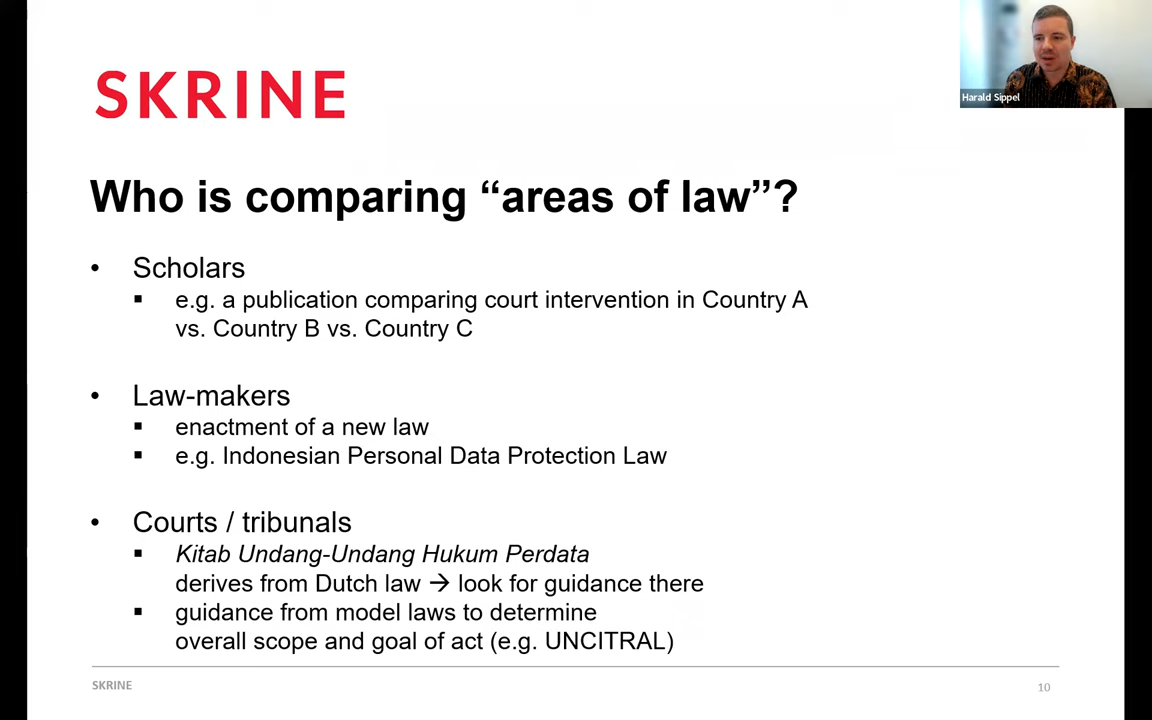 SKRINE
Harald Sippel
Who is comparing “areas of law”?
• Scholars
▪ e.g. a publication comparing court intervention in Country A
vs. Country B vs. Country C
• Law-makers
▪ enactment of a new law
▪ e.g. Indonesian Personal Data Protection Law
• Courts / tribunals
▪ Kitab Undang-Undang Hukum Perdata
derives from Dutch law → look for guidance there
▪ guidance from model laws to determine
overall scope and goal of act (e.g. UNCITRAL)
SKRINE
10